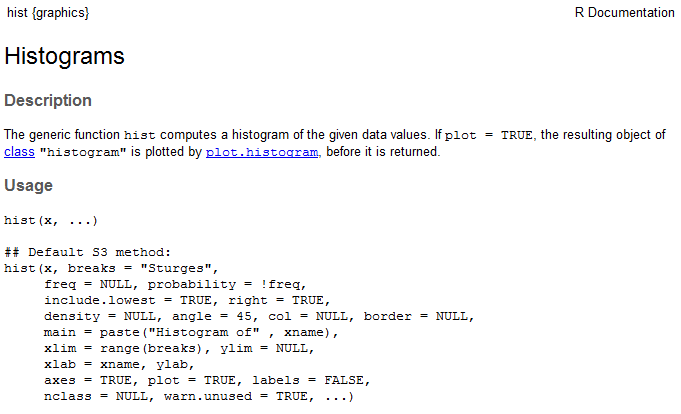 hist {graphics} R Documentation
Histograms
Description
The generic function hist computes a histogram of the given data values. If plot = TRUE, the resulting object of
class "histogram" is plotted by plot.histogram, before it is returned.
Usage
hist(x, ...)
## Default S3 method:
hist(x, breaks = "Sturges",
     freq = NULL, probability = !freq,
     include.lowest = TRUE, right = TRUE,
     density = NULL, angle = 45, col = NULL, border = NULL,
     main = paste("Histogram of" , xname),
     xlim = range(breaks), ylim = NULL,
     xlab = xname, ylab,
     axes = TRUE, plot = TRUE, labels = FALSE,
     nclass = NULL, warn.unused = TRUE, ...)